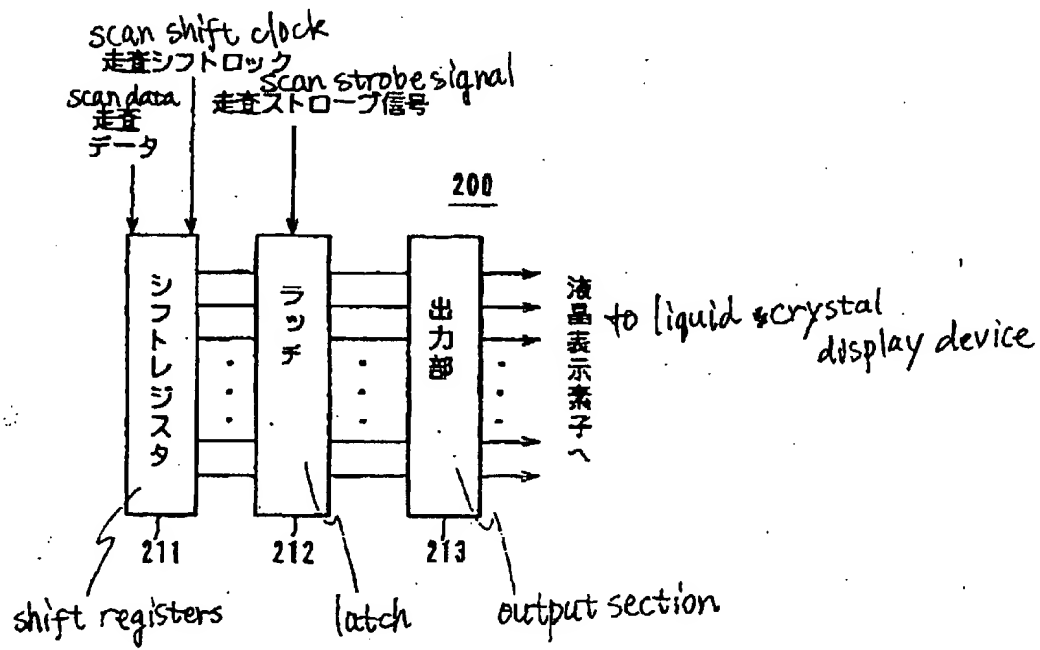 scan shift clock
走査シフトロック
scan strobe signal
走査ストローブ信号
scan data
走査
データ
200
シフトレジスタ
ラッチ
出力部
液晶表示素子へ
to liquid crystal
display device
211
212
213
shift registers
latch
output section